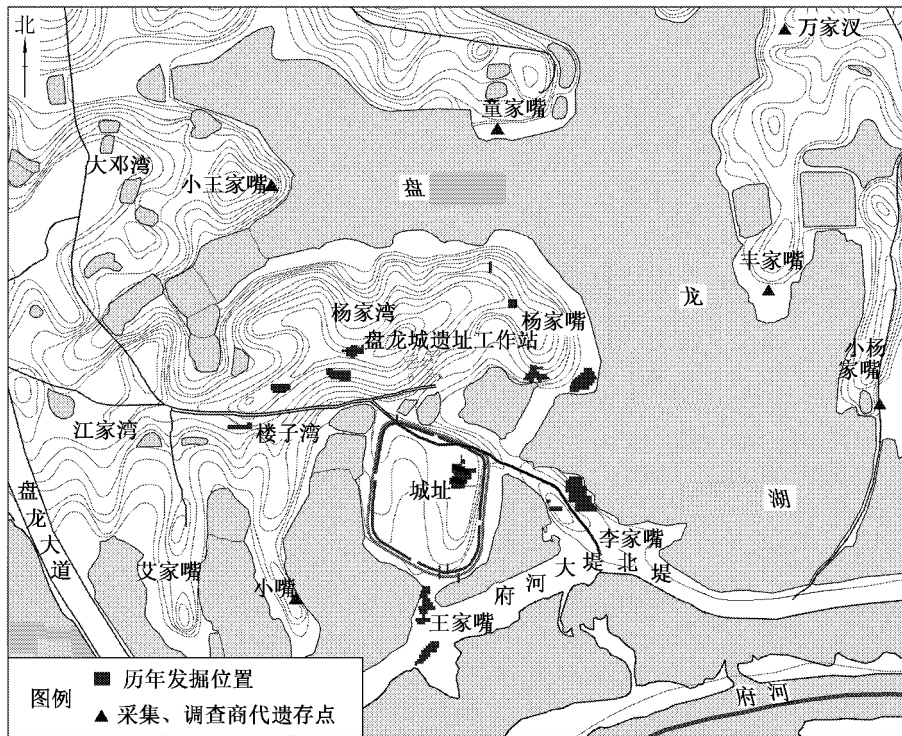 北
万家汊
童家嘴
大邓湾
小王家嘴
盘
龙
湖
丰家嘴
杨家湾
杨家嘴
盘龙城遗址工作站
小杨
家嘴
江家湾
楼子湾
城址
盘龙大道
艾家嘴
小嘴
李家嘴
府河大堤北堤
王家嘴
府河
图例
历年发掘位置
采集、调查商代遗存点